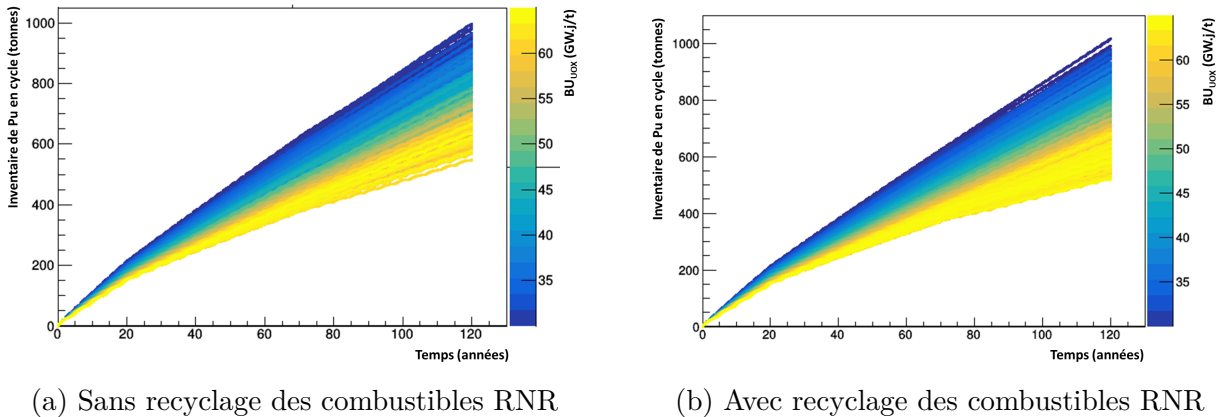 1000
800
600
400
200
0
Inventaire de Pu en cycle (tonnes)
0 20 40 60 80 100 120
Temps (années)
60
55
50
45
40
35
BU_UOX (GW.j/t)
(a) Sans recyclage des combustibles RNR
1000
800
600
400
200
0
Inventaire de Pu en cycle (tonnes)
0 20 40 60 80 100 120
Temps (années)
60
55
50
45
40
35
BU_UOX (GW.j/t)
(b) Avec recyclage des combustibles RNR